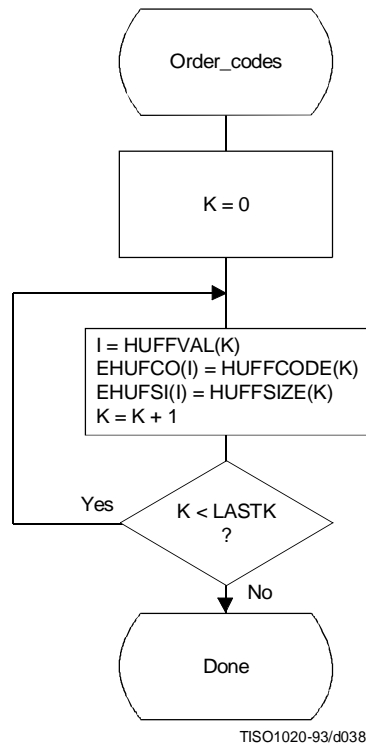 Order_codes
K = 0
I = HUFFVAL(K)
EHUFCO(I) = HUFFCODE(K)
EHUFSI(I) = HUFFSIZE(K)
K = K + 1
Yes
K < LASTK
?
No
Done
TISO1020-93/d038